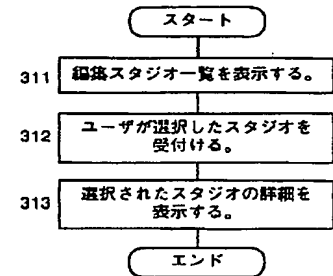 スタート
311 編集スタジオ一覧を表示する。
312 ユーザが選択したスタジオを
受付ける。
313 選択されたスタジオの詳細を
表示する。
エンド